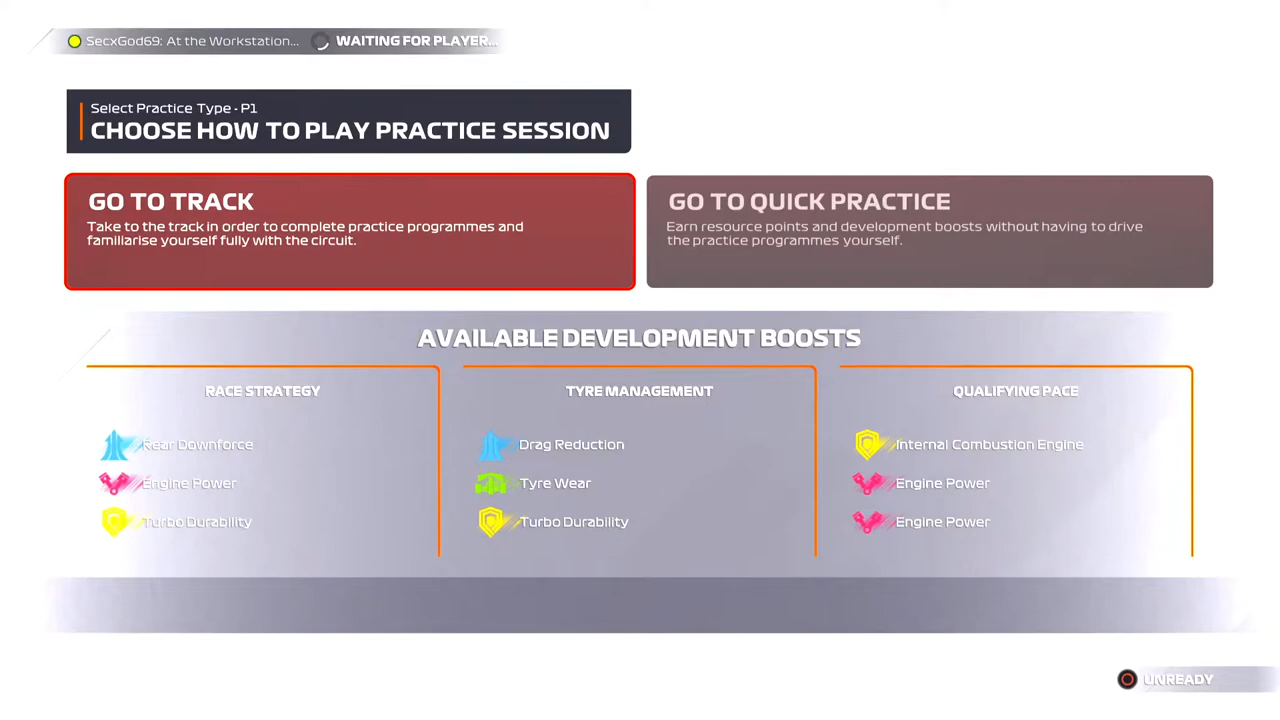 SecxGod69: At the Workstation... WAITING FOR PLAYER...
Select Practice Type - P1
CHOOSE HOW TO PLAY PRACTICE SESSION
GO TO TRACK
Take to the track in order to complete practice programmes and
familiarise yourself fully with the circuit.
GO TO QUICK PRACTICE
Earn resource points and development boosts without having to drive
the practice programmes yourself.
AVAILABLE DEVELOPMENT BOOSTS
RACE STRATEGY
Rear Downforce
Engine Power
Turbo Durability
TYRE MANAGEMENT
Drag Reduction
Tyre Wear
Turbo Durability
QUALIFYING PACE
Internal Combustion Engine
Engine Power
Engine Power
UNREADY